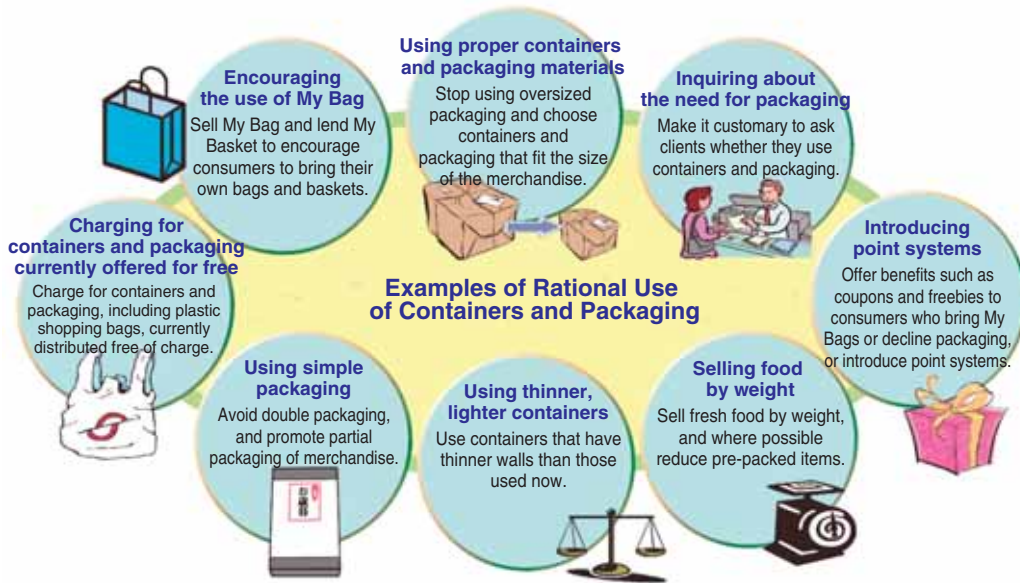 Using proper containers
and packaging materials
Stop using oversized
packaging and choose
containers and
packaging that fit the size
of the merchandise.
Encouraging
the use of My Bag
Sell My Bag and lend My
Basket to encourage
consumers to bring their
own bags and baskets.
Inquiring about
the need for packaging
Make it customary to ask
clients whether they use
containers and packaging.
Charging for
containers and packaging
currently offered for free
Charge for containers and
packaging, including plastic
shopping bags, currently
distributed free of charge.
Introducing
point systems
Offer benefits such as
coupons and freebies to
consumers who bring My
Bags or decline packaging,
or introduce point systems.
Examples of Rational Use
of Containers and Packaging
Using simple
packaging
Avoid double packaging,
and promote partial
packaging of merchandise.
お歳暮
Using thinner,
lighter containers
Use containers that have
thinner walls than those
used now.
Selling food
by weight
Sell fresh food by weight,
and where possible
reduce pre-packed items.